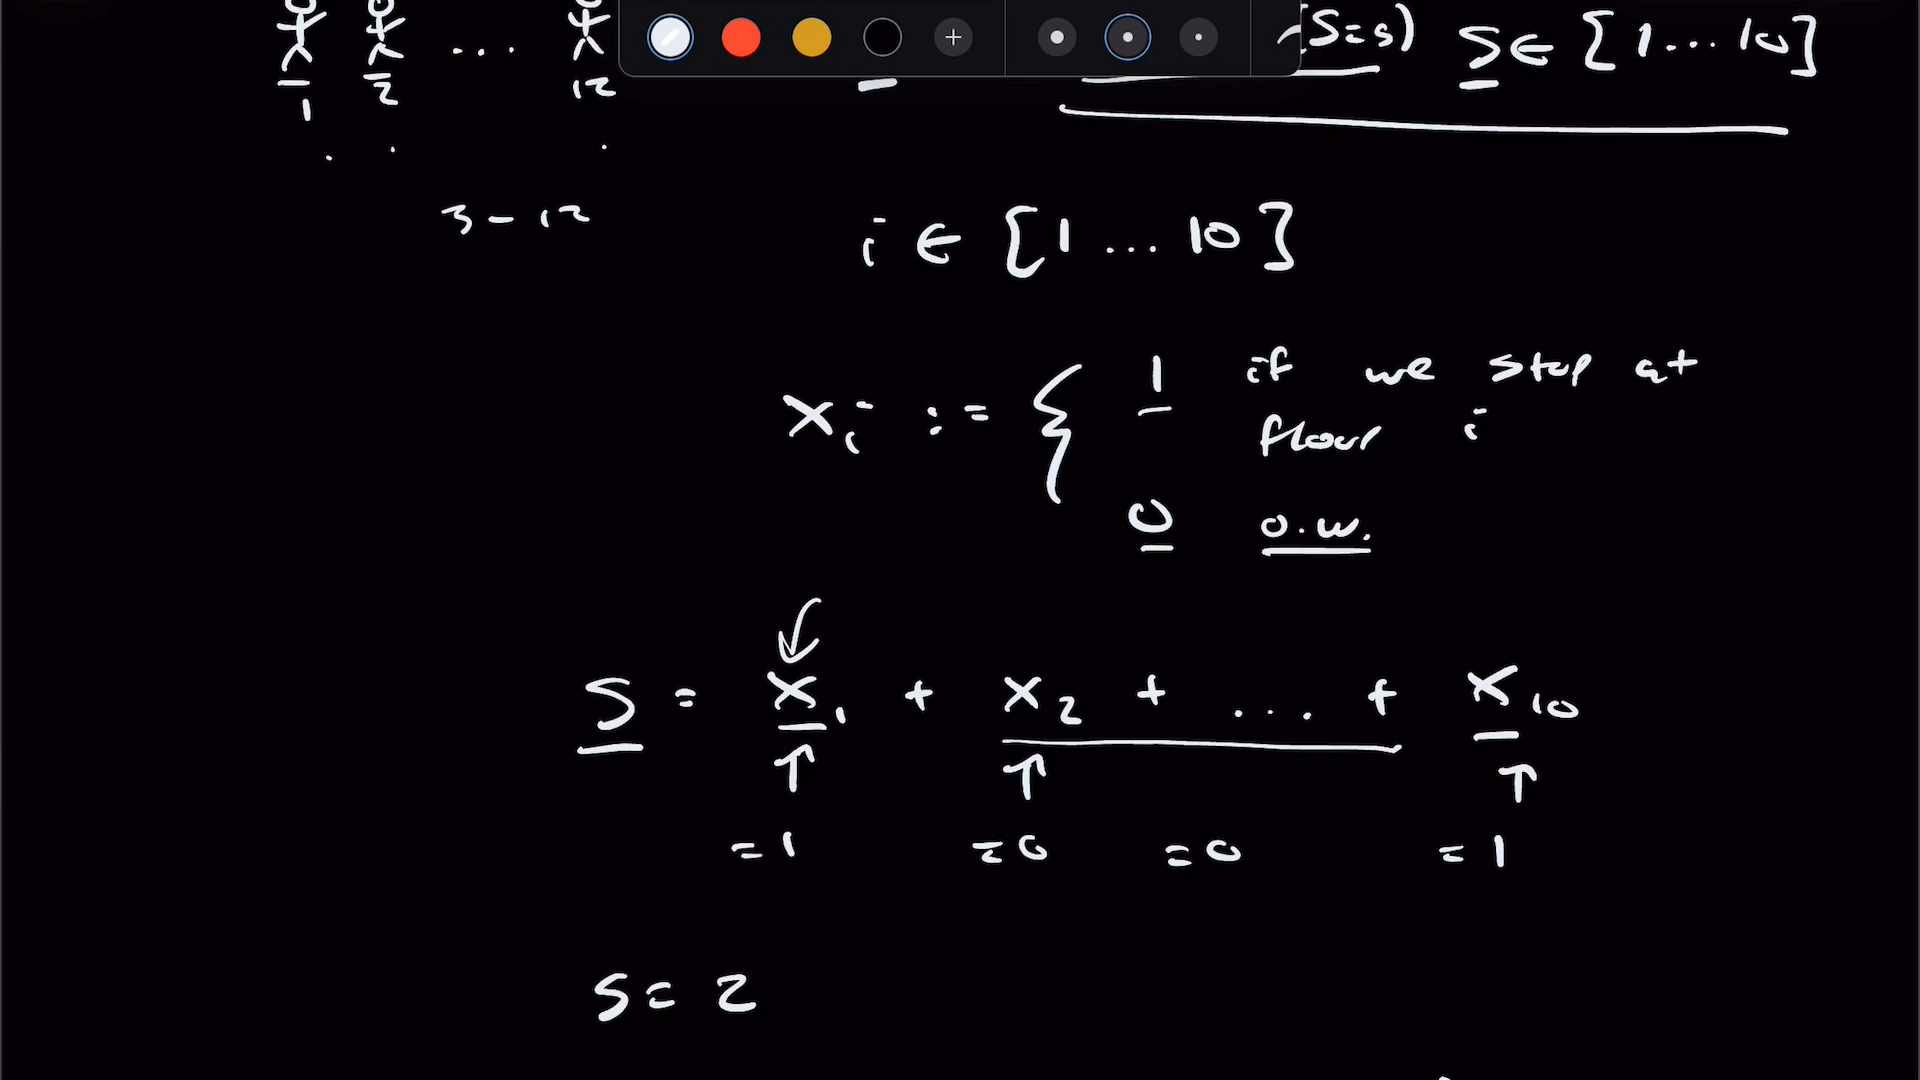 ... S=s) S ∈ [1...10]
1 2 12
3 - 12
i ∈ [1 ... 10]
Xi := { 1 if we stop at
floor i
0 o.w.
S = X1 + X2 + ... + X10
=1 =0 =0 =1
S = 2